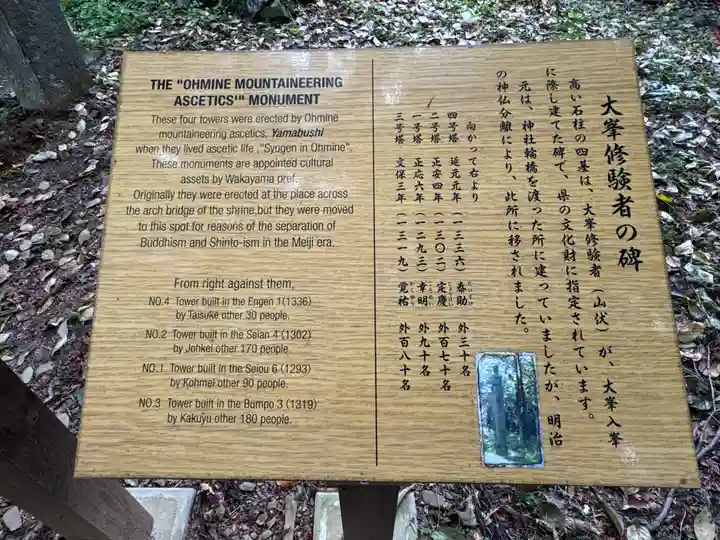 THE "OHMINE MOUNTAINEERING
ASCETICS'" MONUMENT
These four towers were erected by Ohmine
mountaineering ascetics, Yamabushi
when they lived ascetic life ,"Syugen in Ohmine".
These monuments are appointed cultural
assets by Wakayama pref.
Originally they were erected at the place across
the arch bridge of the shrine,but they were moved
to this spot for reasons of the separation of
Buddhism and Shinto-ism in the Meiji era.
From right against them,
NO.4 Tower built in the Engen 1(1336)
by Taisuke other 30 people.
NO.2 Tower built in the Seian 4(1302)
by Johkei other 170 people.
NO.1 Tower built in the Seiou 6(1293)
by Kohmei other 90 people.
NO.3 Tower built in the Bumpo 3(1319)
by Kakuyu other 180 people.
大峯修験者の碑
高い石柱の四基は、大峯修験者(山伏)が、大峯入峯
に際し建てた碑で、県の文化財に指定されています。
元は、神社輪橋を渡った所に建っていましたが、明治
の神仏分離により、此所に移されました。
向かって右より
四号塔 延元元年(一三三六)泰助 外三十名
二号塔 正安四年(一三〇二)定慶 外百七十名
一号塔 正応六年(一二九三)幸明 外九十名
三号塔 文保三年(一三一九)覚祐 外百八十名